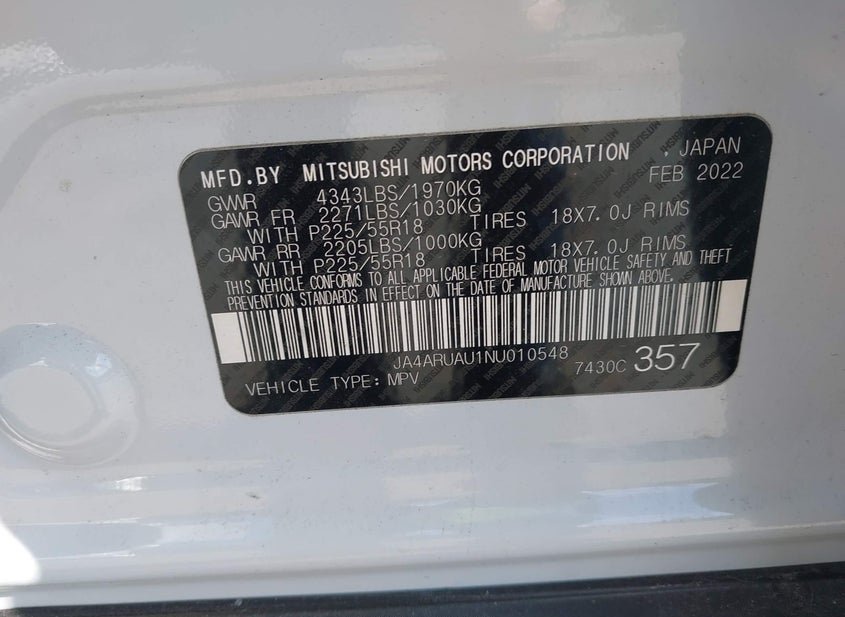 MFD.BY MITSUBISHI MOTORS CORPORATION , JAPAN
GVWR 4343LBS/1970KG FEB 2022
GAWR FR 2271LBS/1030KG
WITH P225/55R18 TIRES 18X7.0J RIMS
GAWR RR 2205LBS/1000KG
WITH P225/55R18 TIRES 18X7.0J RIMS
THIS VEHICLE CONFORMS TO ALL APPLICABLE FEDERAL MOTOR VEHICLE SAFETY AND THEFT
PREVENTION STANDARDS IN EFFECT ON THE DATE OF MANUFACTURE SHOWN ABOVE.
JA4ARUAU1NU010548
VEHICLE TYPE: MPV 7430C 357